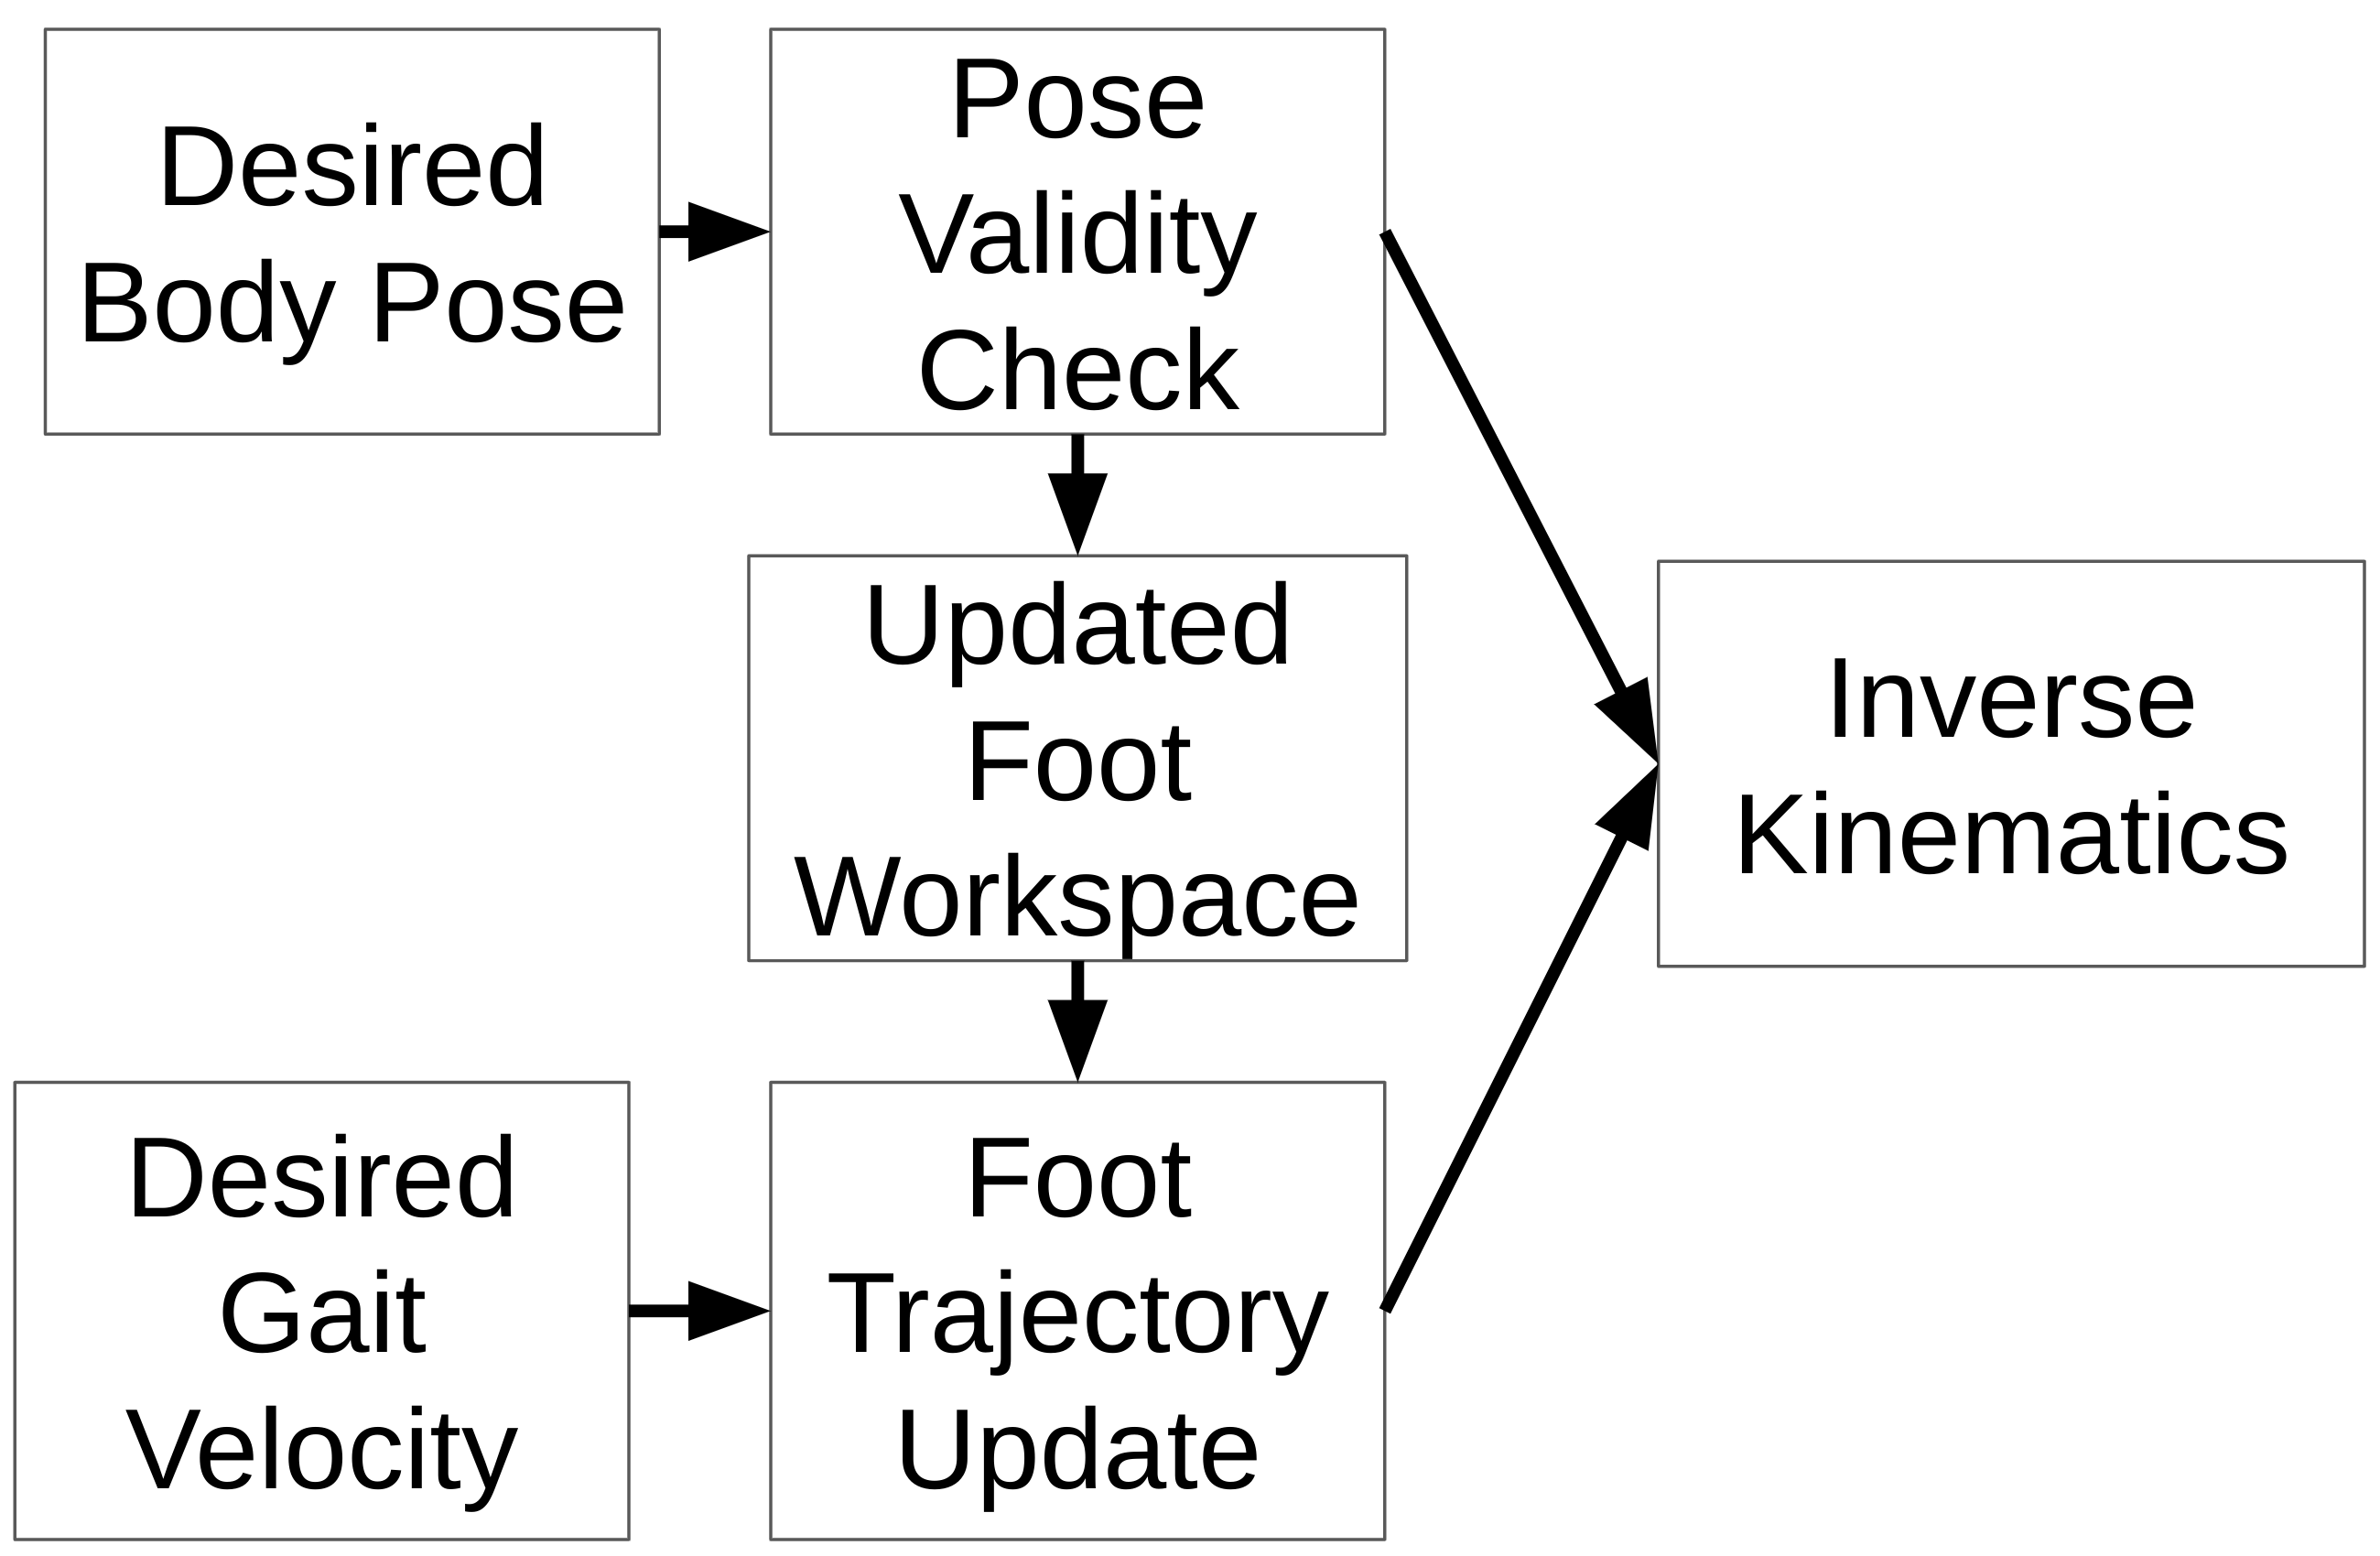 Desired
Body Pose
Pose
Validity
Check
Updated
Foot
Workspace
Inverse
Kinematics
Desired
Gait
Velocity
Foot
Trajectory
Update